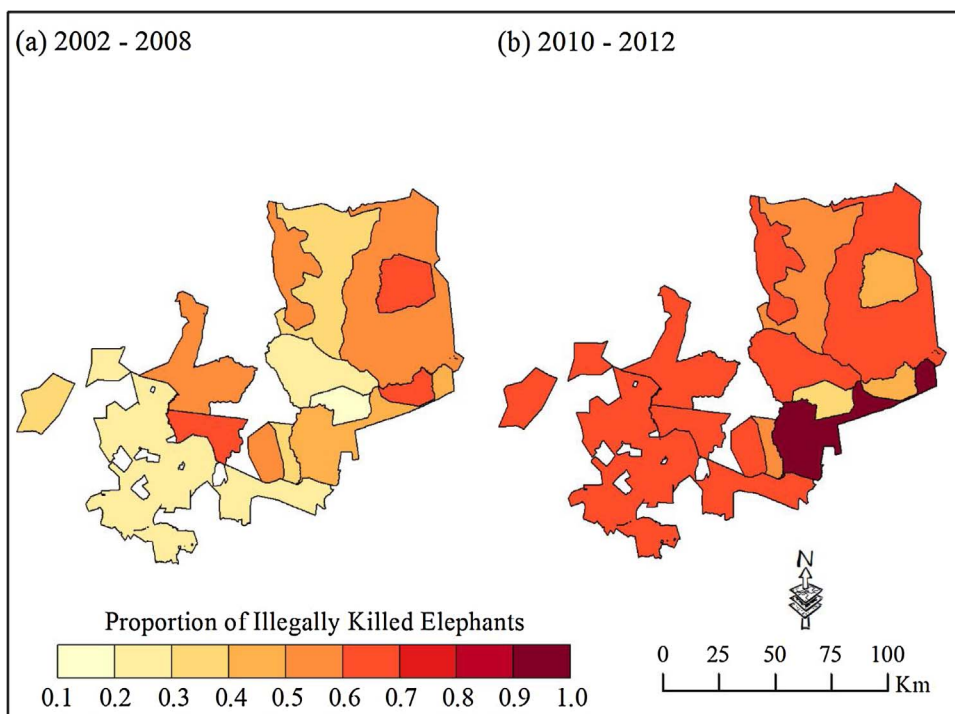 (a) 2002 - 2008
(b) 2010 - 2012
N
Proportion of Illegally Killed Elephants
0.1 0.2 0.3 0.4 0.5 0.6 0.7 0.8 0.9 1.0
0 25 50 75 100
Km